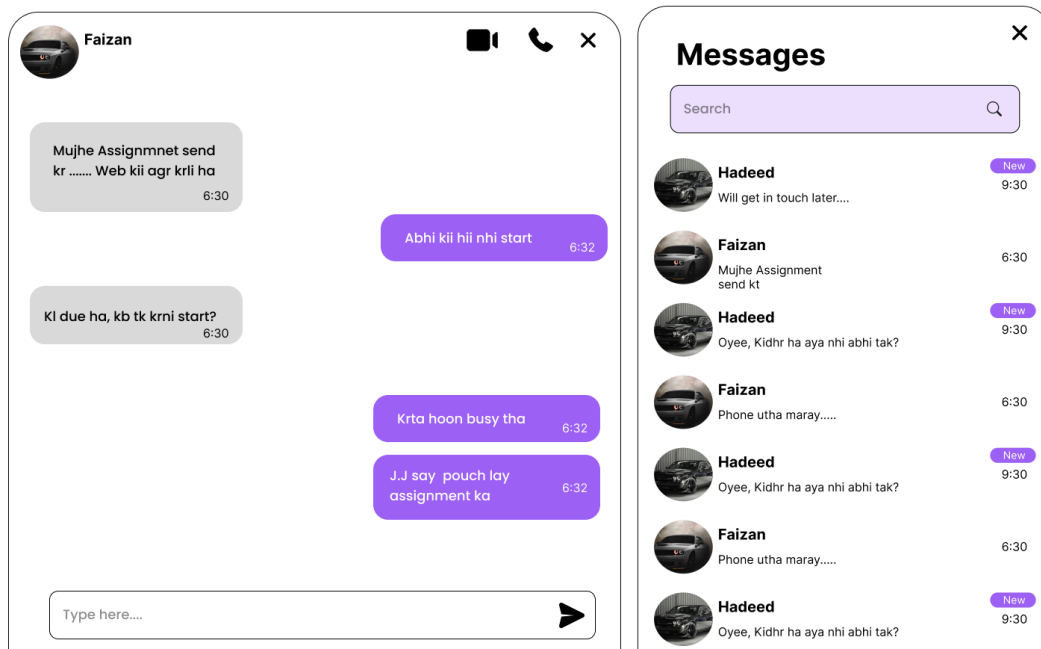 Faizan
Mujhe Assignmnet send
kr ....... Web kii agr krli ha
6:30
Abhi kii hii nhi start
6:32
Kl due ha, kb tk krni start?
6:30
Krta hoon busy tha
6:32
J.J say pouch lay
assignment ka
6:32
Type here....
Messages
Search
Hadeed
New
Will get in touch later....
9:30
Faizan
6:30
Mujhe Assignment
send kt
Hadeed
New
Oyee, Kidhr ha aya nhi abhi tak?
9:30
Faizan
6:30
Phone utha maray.....
Hadeed
New
Oyee, Kidhr ha aya nhi abhi tak?
9:30
Faizan
6:30
Phone utha maray.....
Hadeed
New
Oyee, Kidhr ha aya nhi abhi tak?
9:30